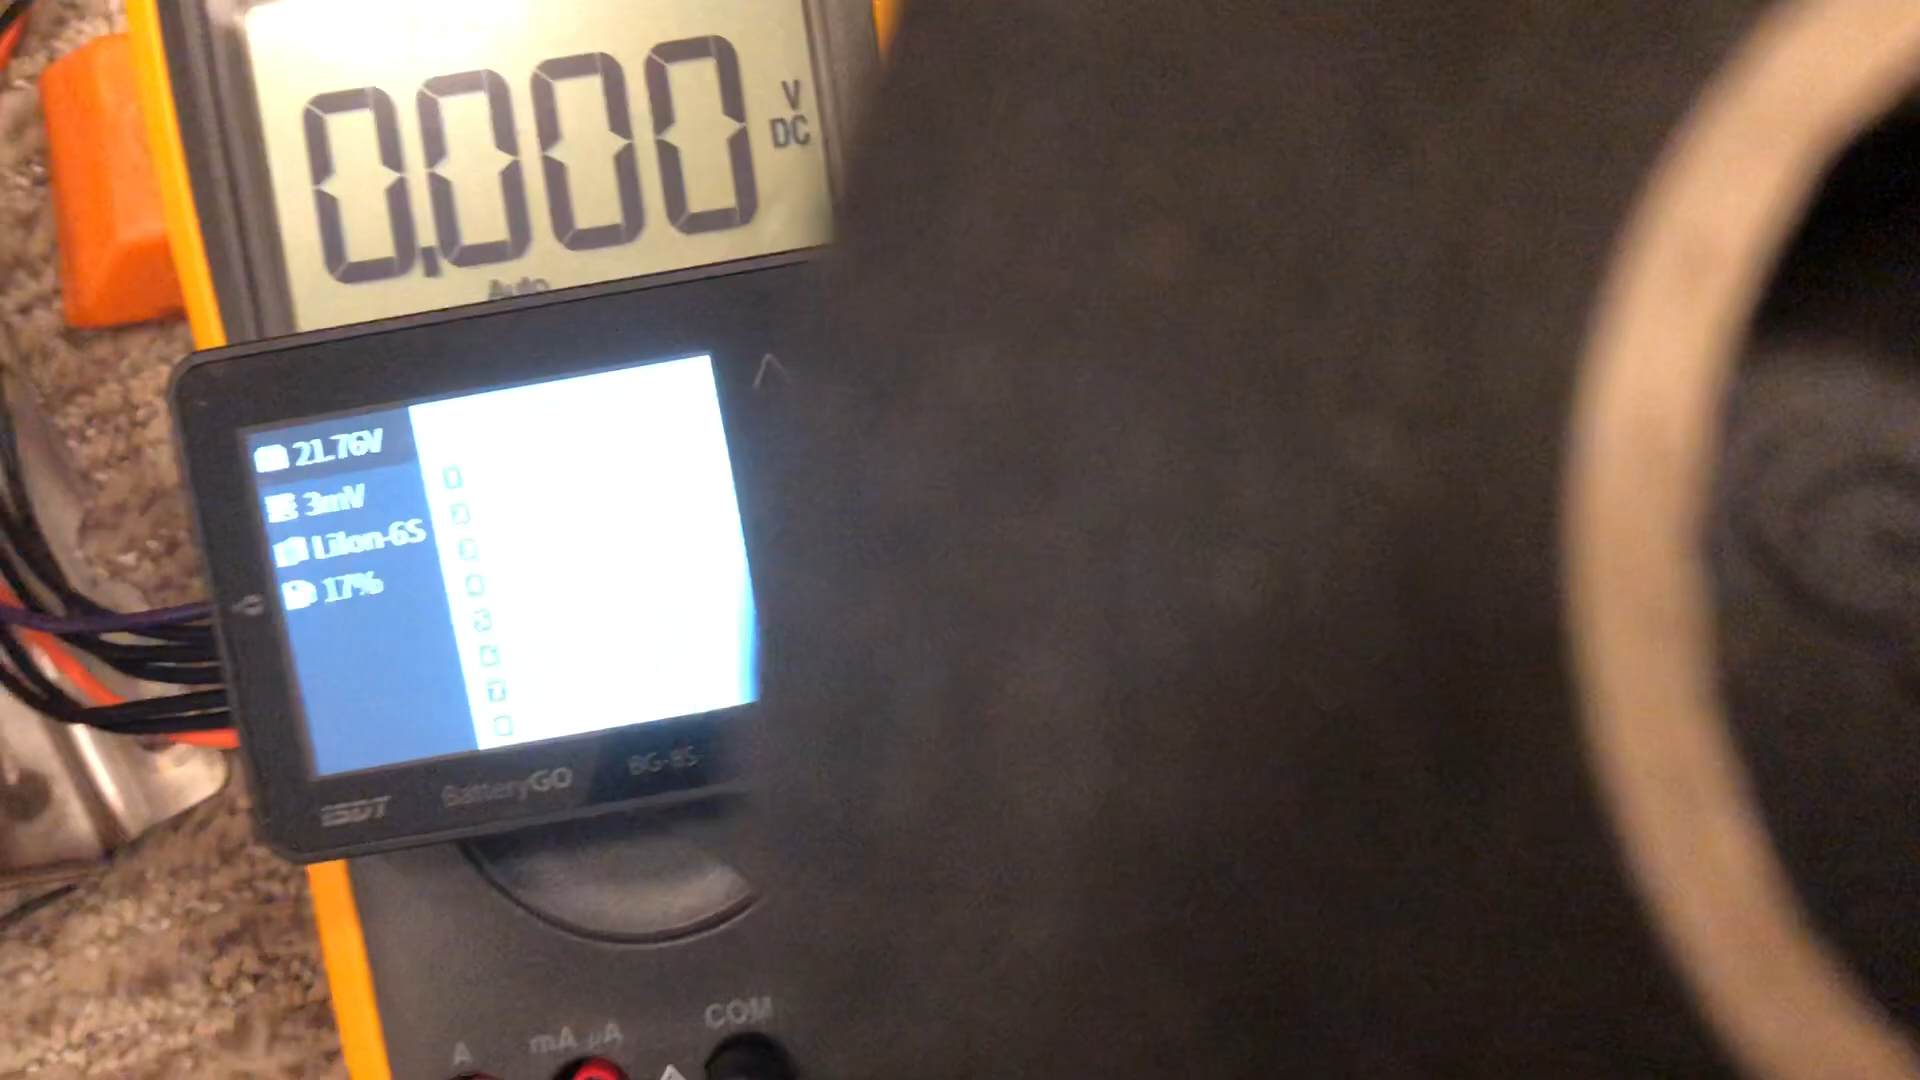 0.000
V
DC
Auto
21.76V
3mV
LiIon-6S
17%
ISDT
BatteryGO
BG-8S
A
mA µA
COM